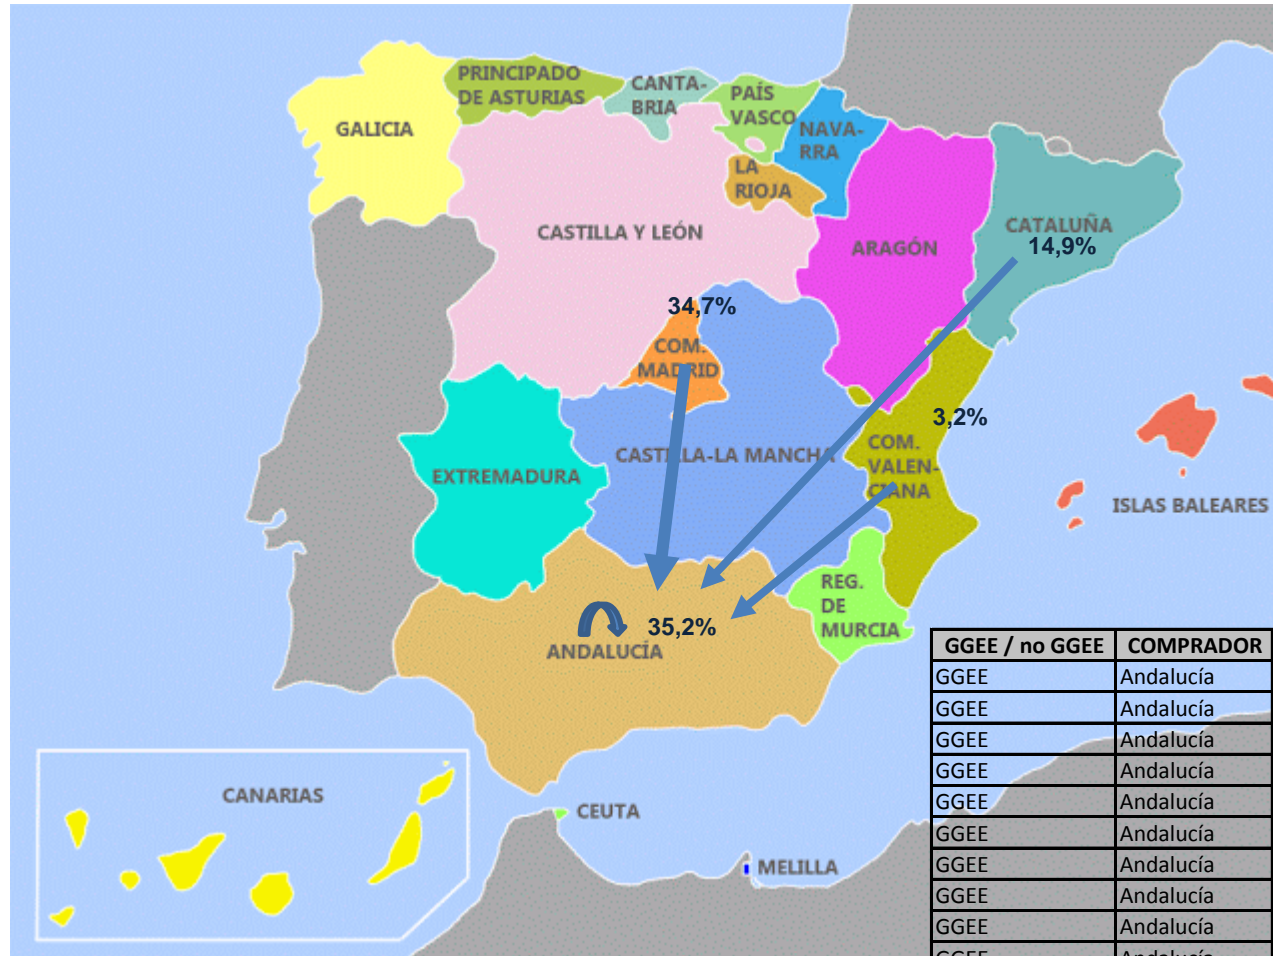 PRINCIPADO
DE ASTURIAS
CANTA-
BRIA
PAÍS
VASCO
NAVA-
RRA
GALICIA
LA
RIOJA
CASTILLA Y LEÓN
ARAGÓN
CATALUÑA
14,9%
34,7%
COM.
MADRID
3,2%
COM.
VALEN-
CIANA
CASTILLA-LA MANCHA
EXTREMADURA
ISLAS BALEARES
REG.
DE
MURCIA
35,2%
ANDALUCÍA
CANARIAS
CEUTA
MELILLA
GGEE / no GGEE COMPRADOR
GGEE Andalucía
GGEE Andalucía
GGEE Andalucía
GGEE Andalucía
GGEE Andalucía
GGEE Andalucía
GGEE Andalucía
GGEE Andalucía
GGEE Andalucía
GGEE Andalucía